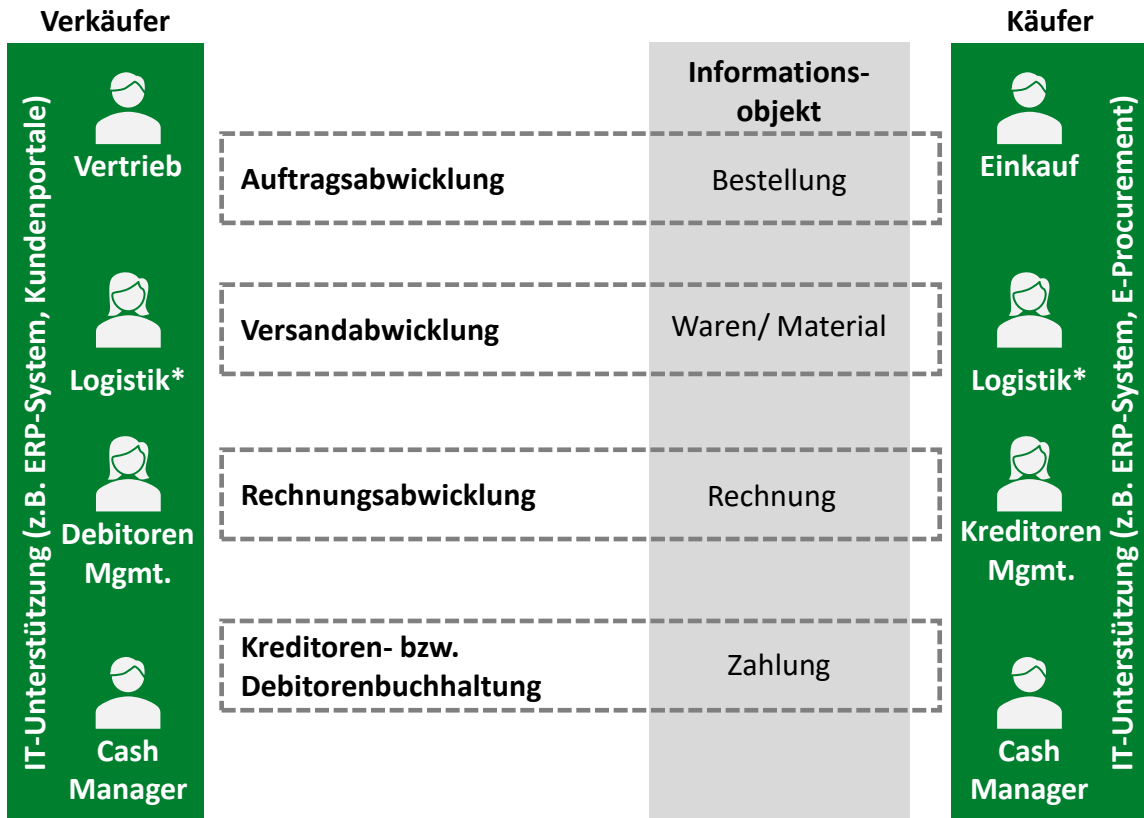 Verkäufer
Käufer
IT-Unterstützung (z.B. ERP-System, Kundenportale)
Vertrieb
Logistik*
Debitoren
Mgmt.
Cash
Manager
Informations-
objekt
Auftragsabwicklung
Bestellung
Versandabwicklung
Waren/ Material
Rechnungsabwicklung
Rechnung
Kreditoren- bzw.
Debitorenbuchhaltung
Zahlung
Einkauf
Logistik*
Kreditoren
Mgmt.
Cash
Manager
IT-Unterstützung (z.B. ERP-System, E-Procurement)